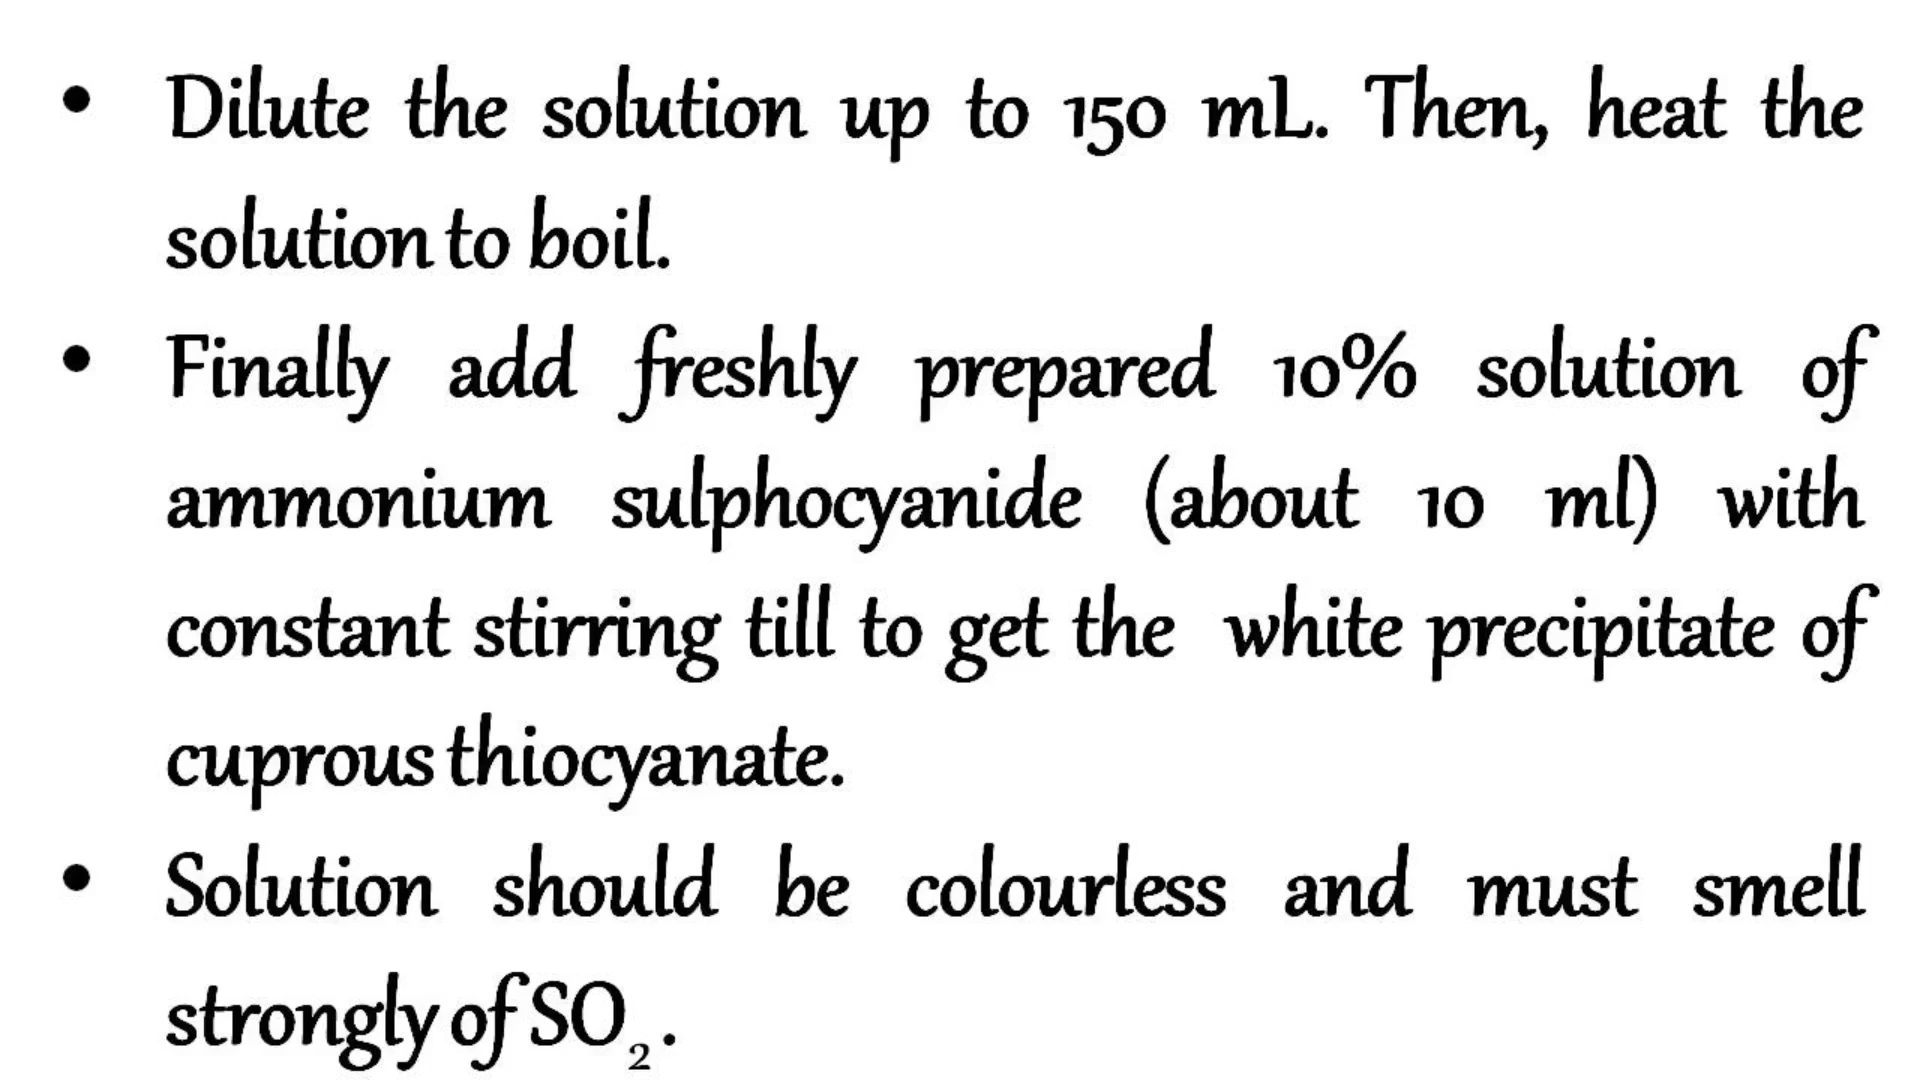 • Dilute the solution up to 150 mL. Then, heat the
solution to boil.
• Finally add freshly prepared 10% solution of
ammonium sulphocyanide (about 10 ml) with
constant stirring till to get the white precipitate of
cuprous thiocyanate.
• Solution should be colourless and must smell
strongly of SO₂.